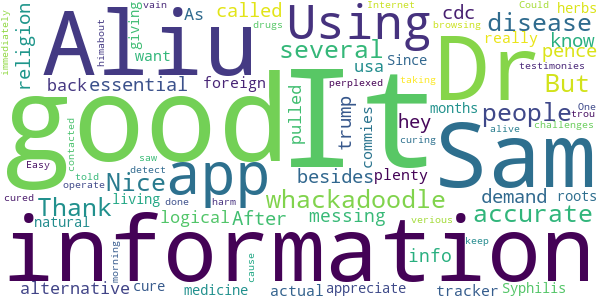 immediately religion vain Aliu drugs Using Internet Could herbs
himabout As called browsing disease Dr
giving several cdc really pence know
back essential want foreign usa Since But testimonies
good It perplexed taking people One trou
contacted pulled trump commies months challenges
Easy saw app hey alive curing Sam
cured told operate Nice detect besides plenty
done harm whackadoodle demand roots
Thank living logical After messing accurate
natural verious
information
morning cause info keep
alternative cure medicine actual appreciate tracker Syphilis